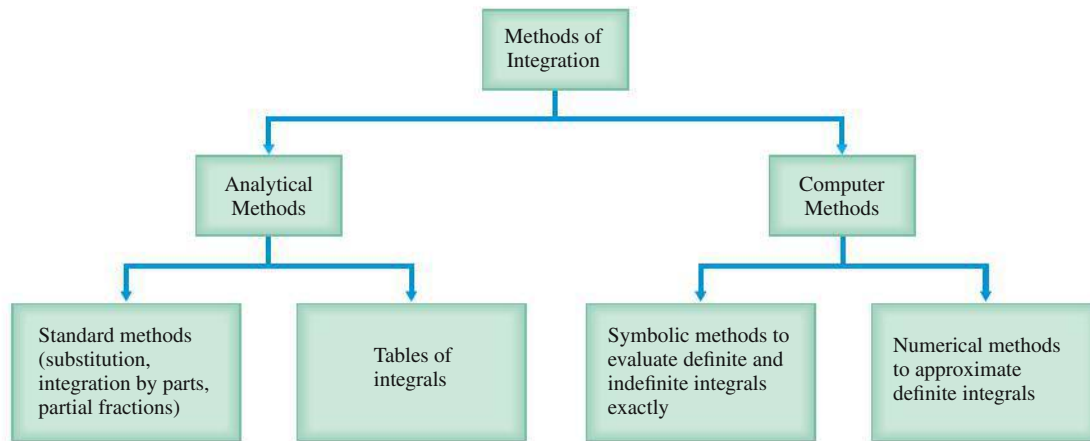 Methods of
Integration
Analytical
Methods
Computer
Methods
Standard methods
(substitution,
integration by parts,
partial fractions)
Tables of
integrals
Symbolic methods to
evaluate definite and
indefinite integrals
exactly
Numerical methods
to approximate
definite integrals